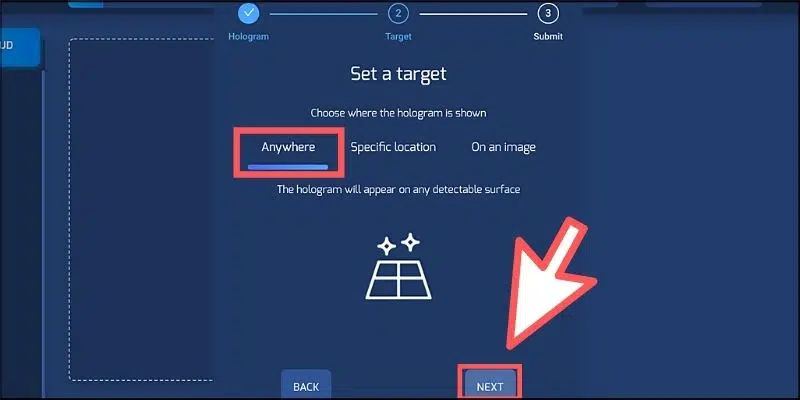 UD
2
3
Hologram
Target
Submit
Set a target
Choose where the hologram is shown
Anywhere
Specific location
On an image
The hologram will appear on any detectable surface
BACK
NEXT